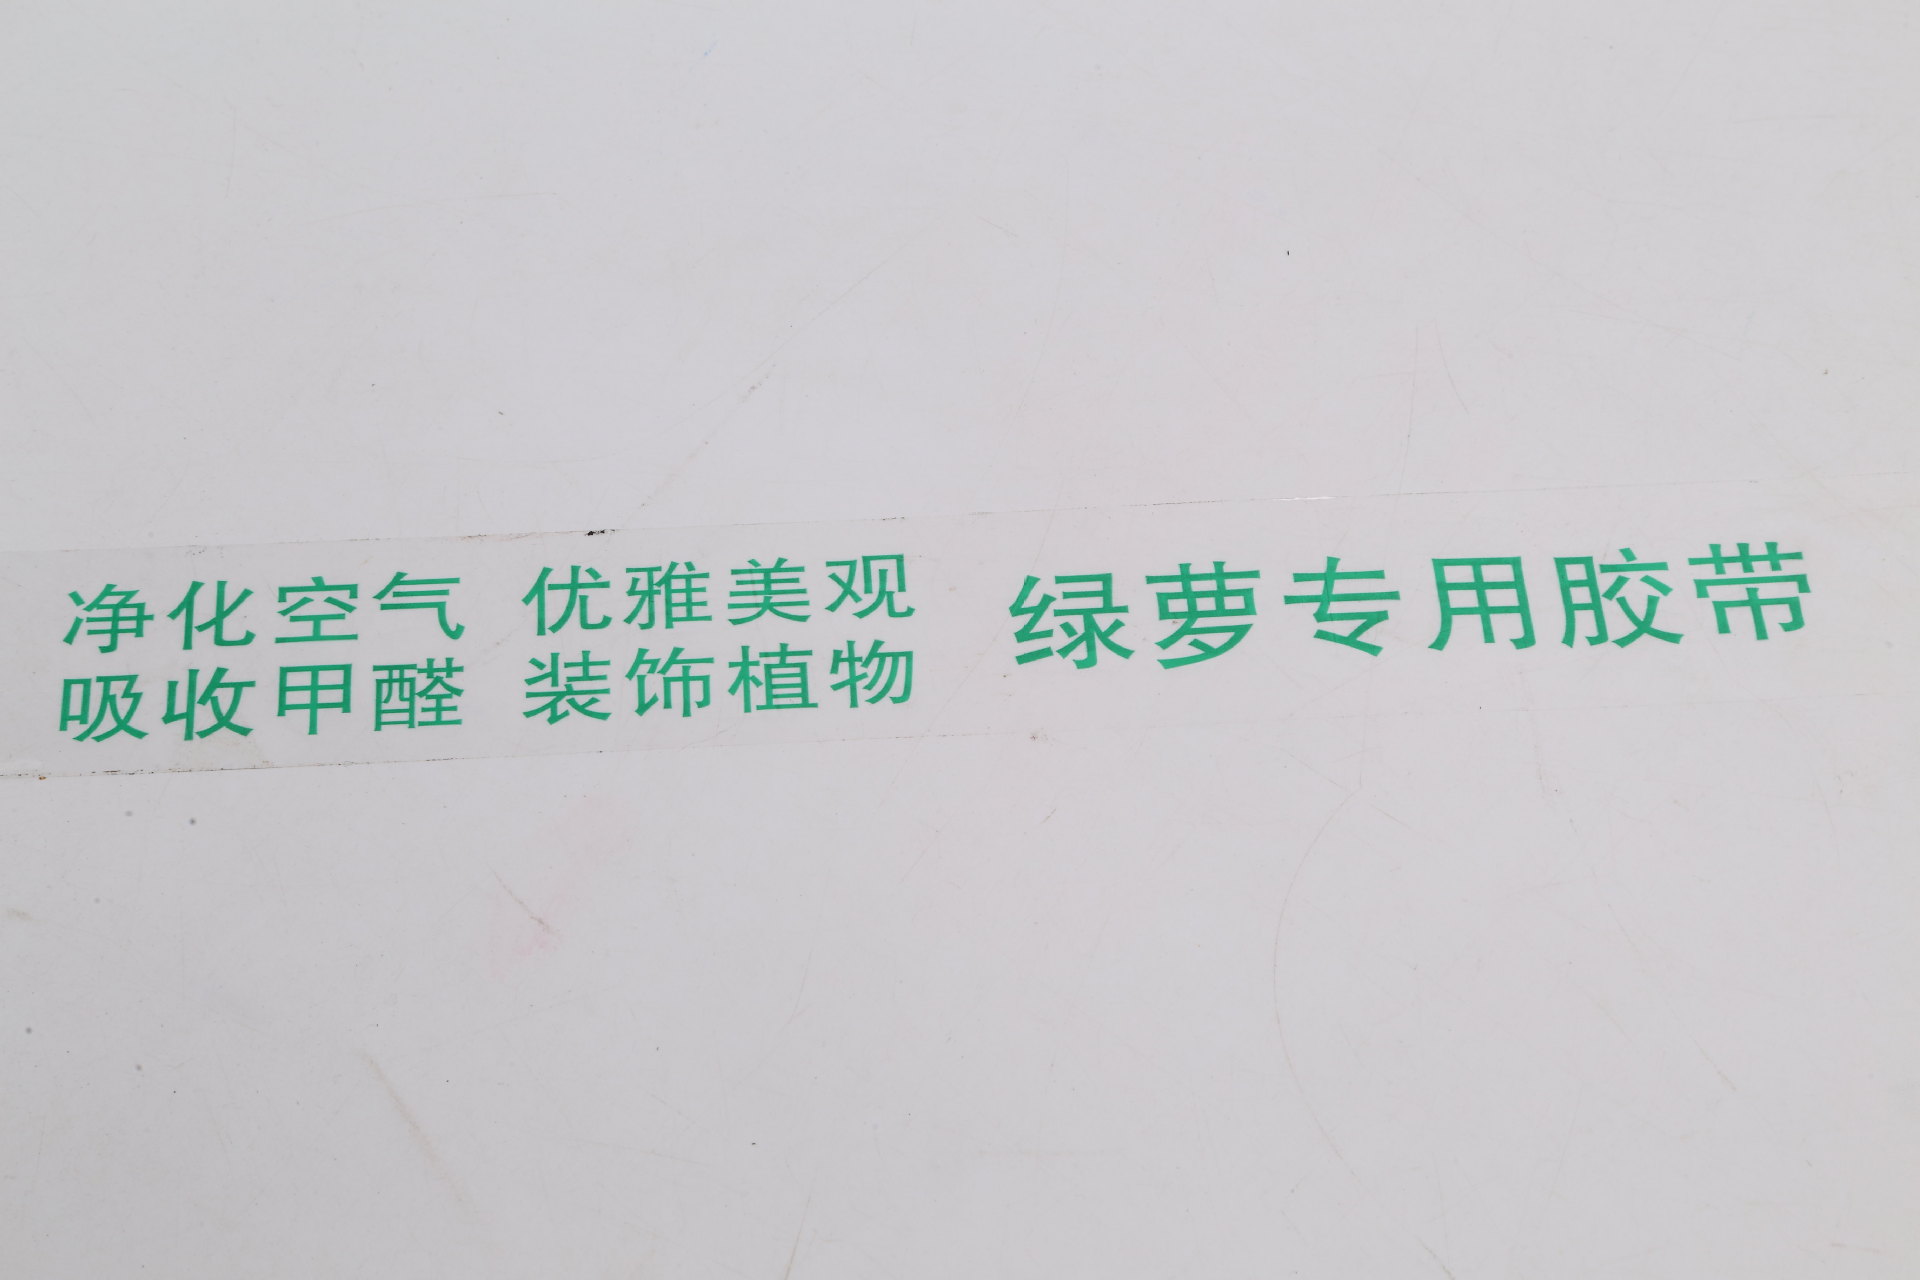 净化空气 优雅美观
吸收甲醛 装饰植物
绿萝专用胶带